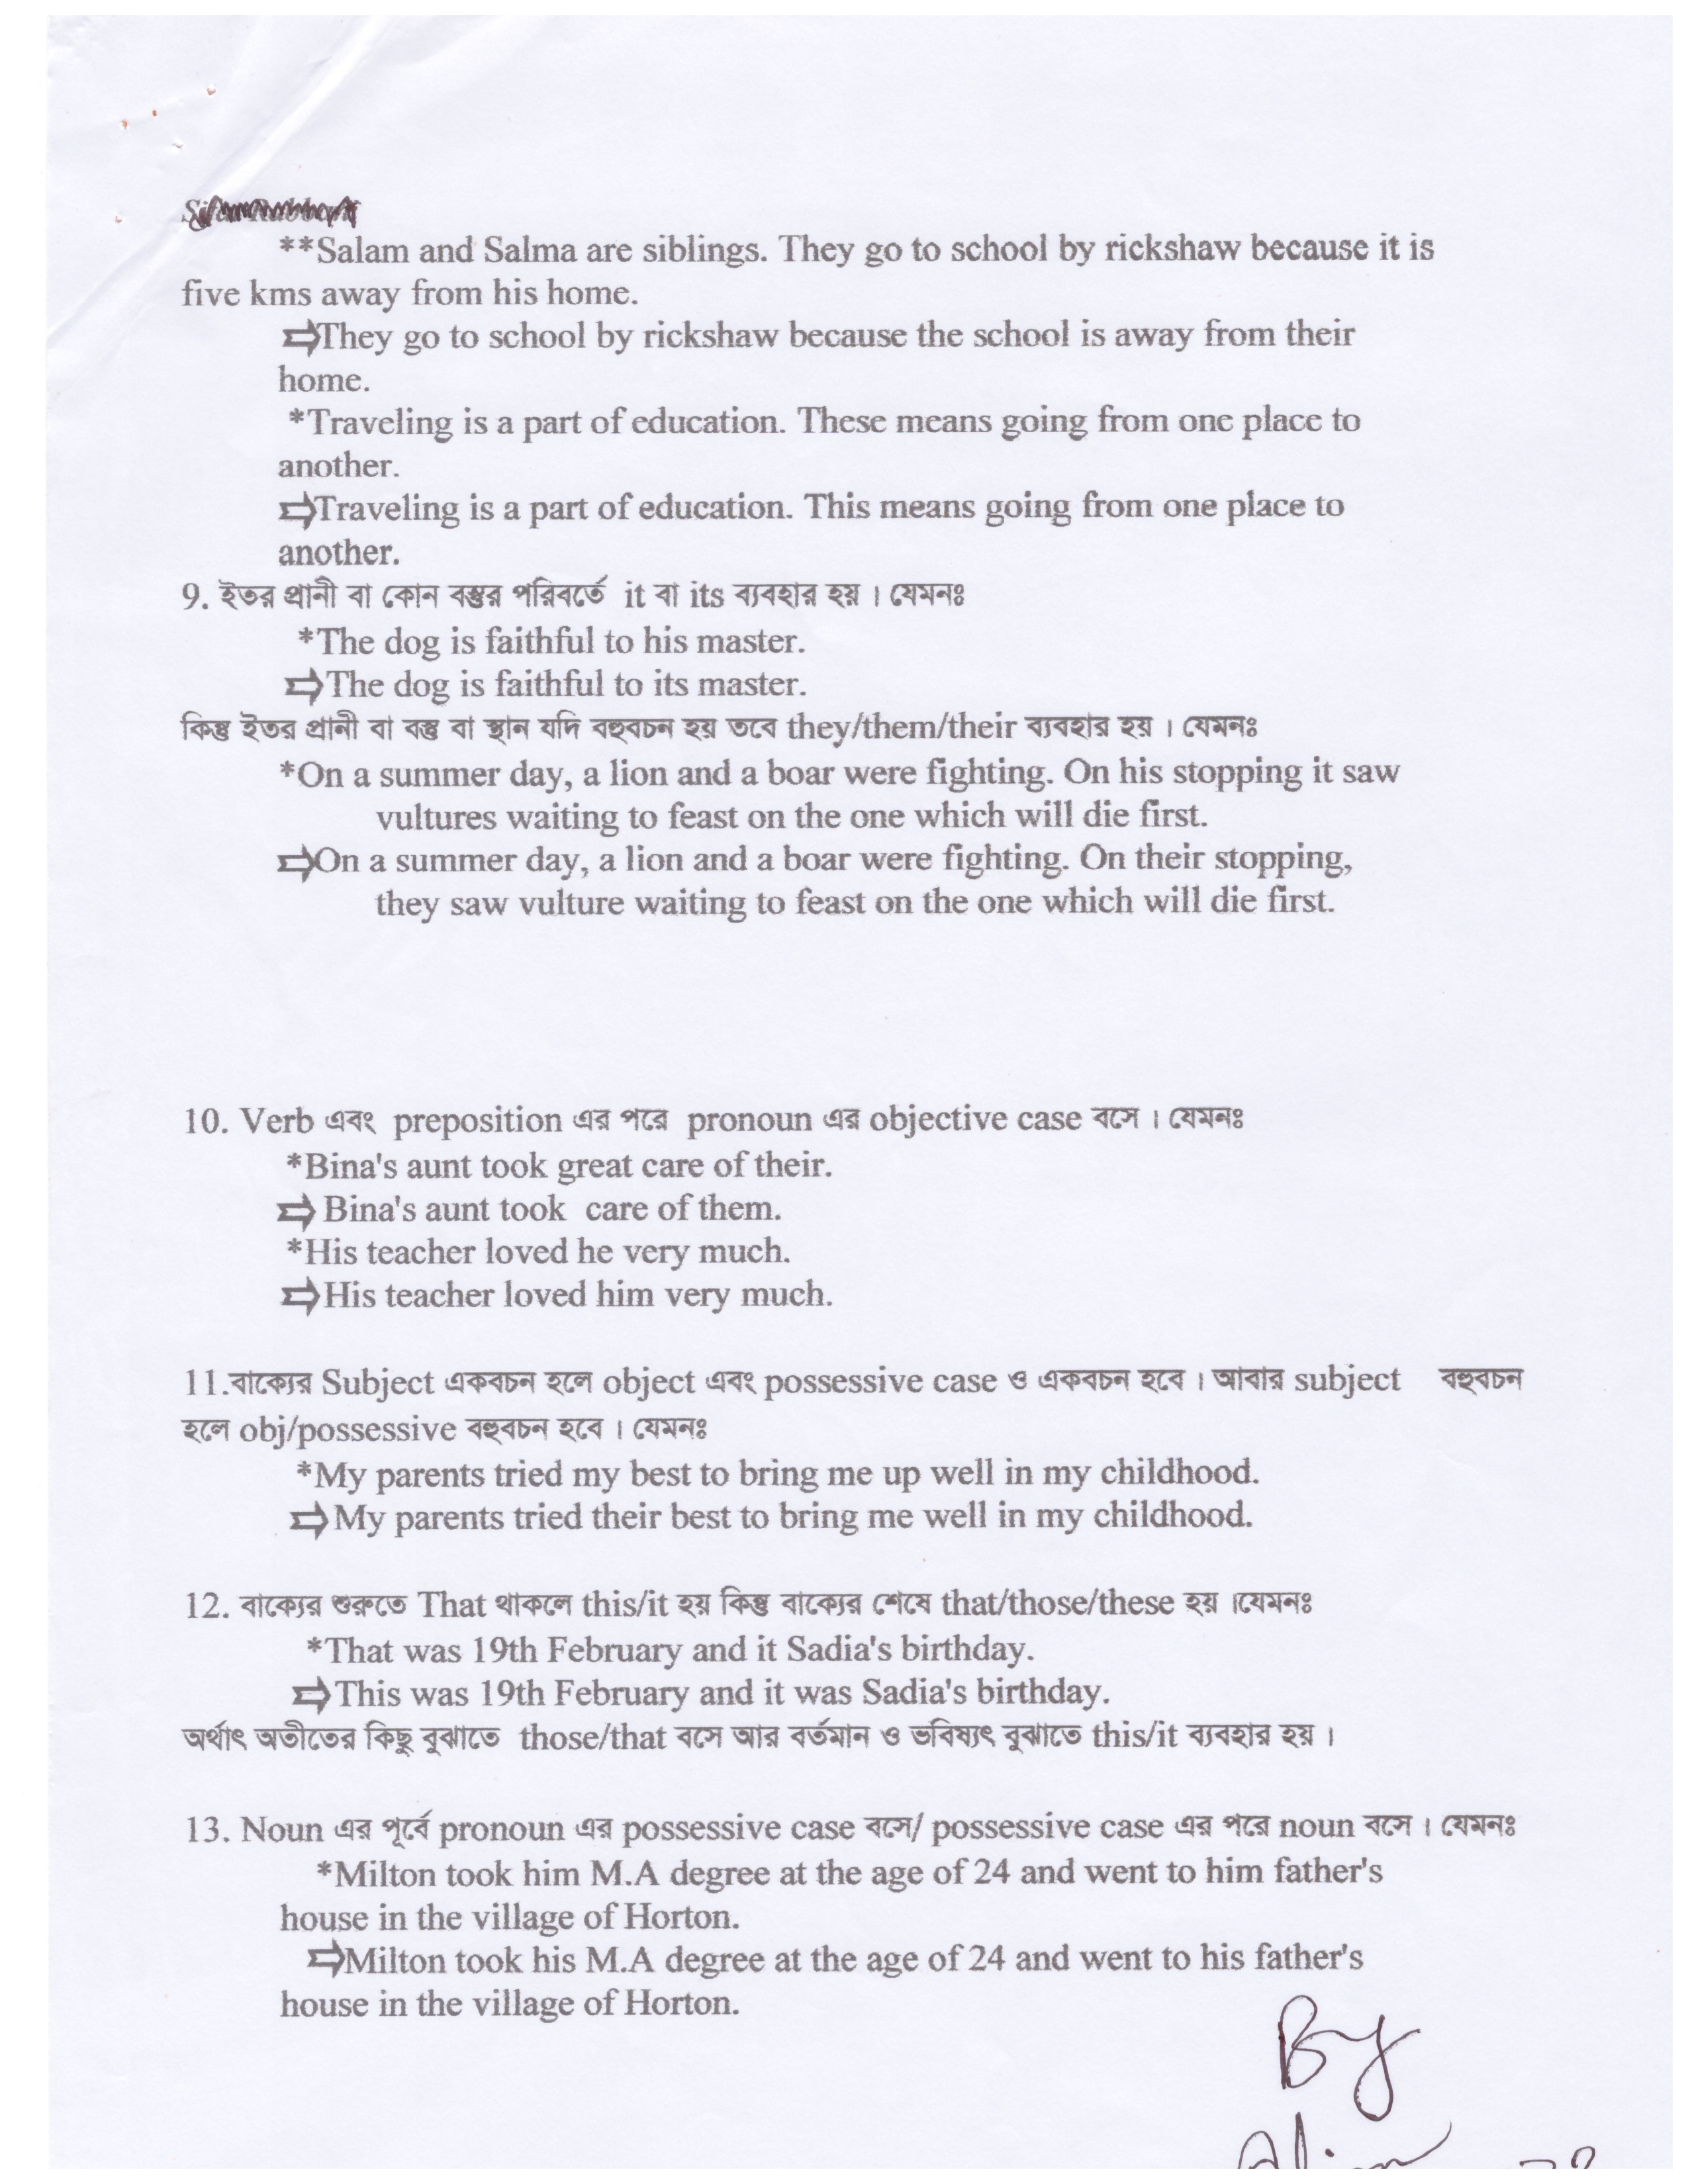 **Salam and Salma are siblings. They go to school by rickshaw because it is
five kms away from his home.
⇨They go to school by rickshaw because the school is away from their
home.
*Traveling is a part of education. These means going from one place to
another.
⇨Traveling is a part of education. This means going from one place to
another.
9. ইতর প্রানী বা কোন বস্তুর পরিবর্তে it বা its ব্যবহার হয়। যেমনঃ
*The dog is faithful to his master.
⇨The dog is faithful to its master.
কিন্তু ইতর প্রানী বা বস্তু বা স্থান যদি বহুবচন হয় তবে they/them/their ব্যবহার হয়। যেমনঃ
*On a summer day, a lion and a boar were fighting. On his stopping it saw
vultures waiting to feast on the one which will die first.
⇨On a summer day, a lion and a boar were fighting. On their stopping,
they saw vulture waiting to feast on the one which will die first.
10. Verb এবং preposition এর পরে pronoun এর objective case বসে। যেমনঃ
*Bina's aunt took great care of their.
⇨ Bina's aunt took care of them.
*His teacher loved he very much.
⇨His teacher loved him very much.
11.বাক্যের Subject একবচন হলে object এবং possessive case ও একবচন হবে। আবার subject বহুবচন
হলে obj/possessive বহুবচন হবে। যেমনঃ
*My parents tried my best to bring me up well in my childhood.
⇨My parents tried their best to bring me well in my childhood.
12. বাক্যের শুরুতে That থাকলে this/it হয় কিন্তু বাক্যের শেষে that/those/these হয়।যেমনঃ
*That was 19th February and it Sadia's birthday.
⇨This was 19th February and it was Sadia's birthday.
অর্থাৎ অতীতের কিছু বুঝাতে those/that বসে আর বর্তমান ও ভবিষ্যৎ বুঝাতে this/it ব্যবহার হয়।
13. Noun এর পূর্বে pronoun এর possessive case বসে/ possessive case এর পরে noun বসে। যেমনঃ
*Milton took him M.A degree at the age of 24 and went to him father's
house in the village of Horton.
⇨Milton took his M.A degree at the age of 24 and went to his father's
house in the village of Horton.
By